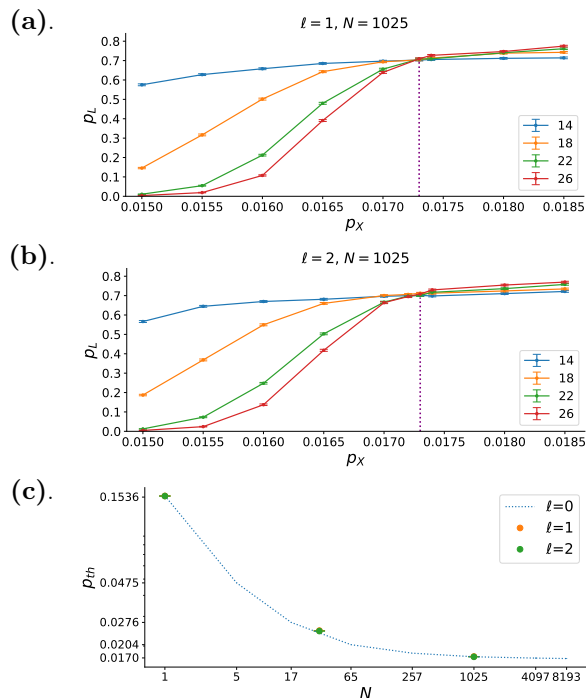 (a).
ℓ = 1, N = 1025
0.8
0.7
0.6
0.5
0.4
0.3
0.2
0.1
0.0
p_L
14
18
22
26
0.0150 0.0155 0.0160 0.0165 0.0170 0.0175 0.0180 0.0185
p_X
(b).
ℓ = 2, N = 1025
0.8
0.7
0.6
0.5
0.4
0.3
0.2
0.1
0.0
p_L
14
18
22
26
0.0150 0.0155 0.0160 0.0165 0.0170 0.0175 0.0180 0.0185
p_X
(c).
0.1536
0.0475
0.0276
0.0204
0.0170
p_th
ℓ=0
ℓ=1
ℓ=2
1 5 17 65 257 1025 4097 8193
N